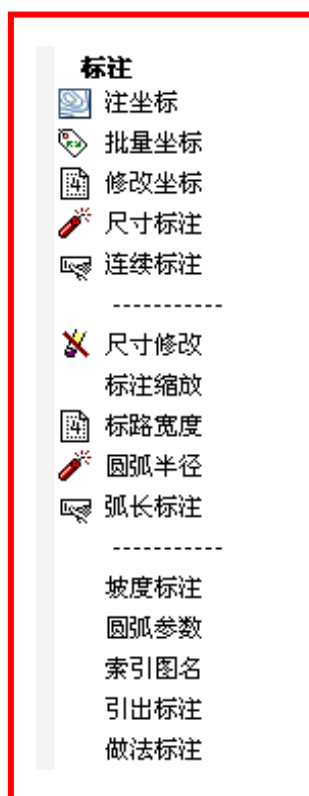 标注
注坐标
批量坐标
修改坐标
尺寸标注
连续标注
-----------
尺寸修改
标注缩放
标路宽度
圆弧半径
弧长标注
-----------
坡度标注
圆弧参数
索引图名
引出标注
做法标注